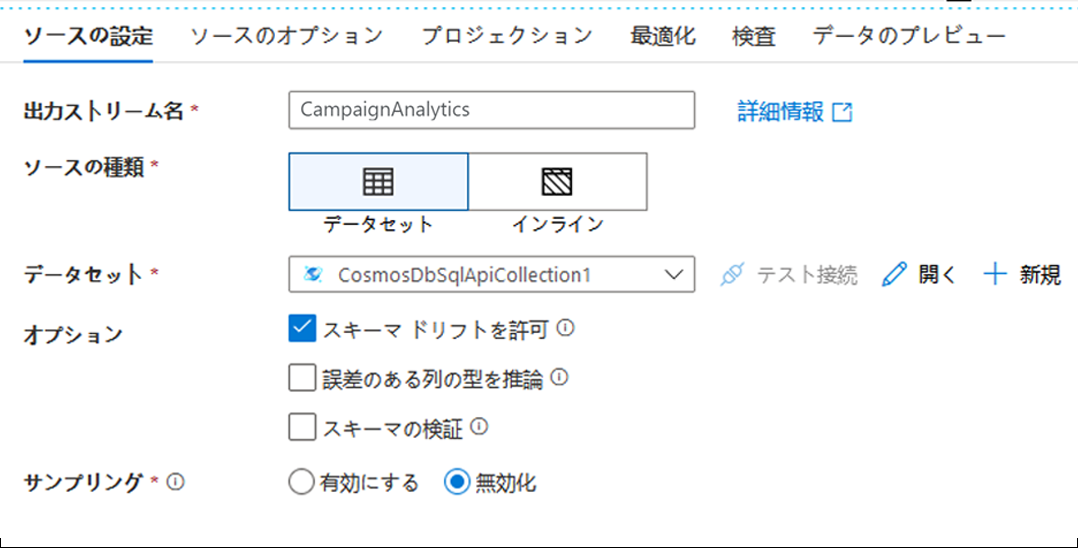 ソースの設定 ソースのオプション プロジェクション 最適化 検査 データのプレビュー
出力ストリーム名 * CampaignAnalytics 詳細情報
ソースの種類 *
データセット インライン
データセット * CosmosDbSqlApiCollection1 テスト接続 開く 新規
オプション スキーマ ドリフトを許可
誤差のある列の型を推論
スキーマの検証
サンプリング * 有効にする 無効化